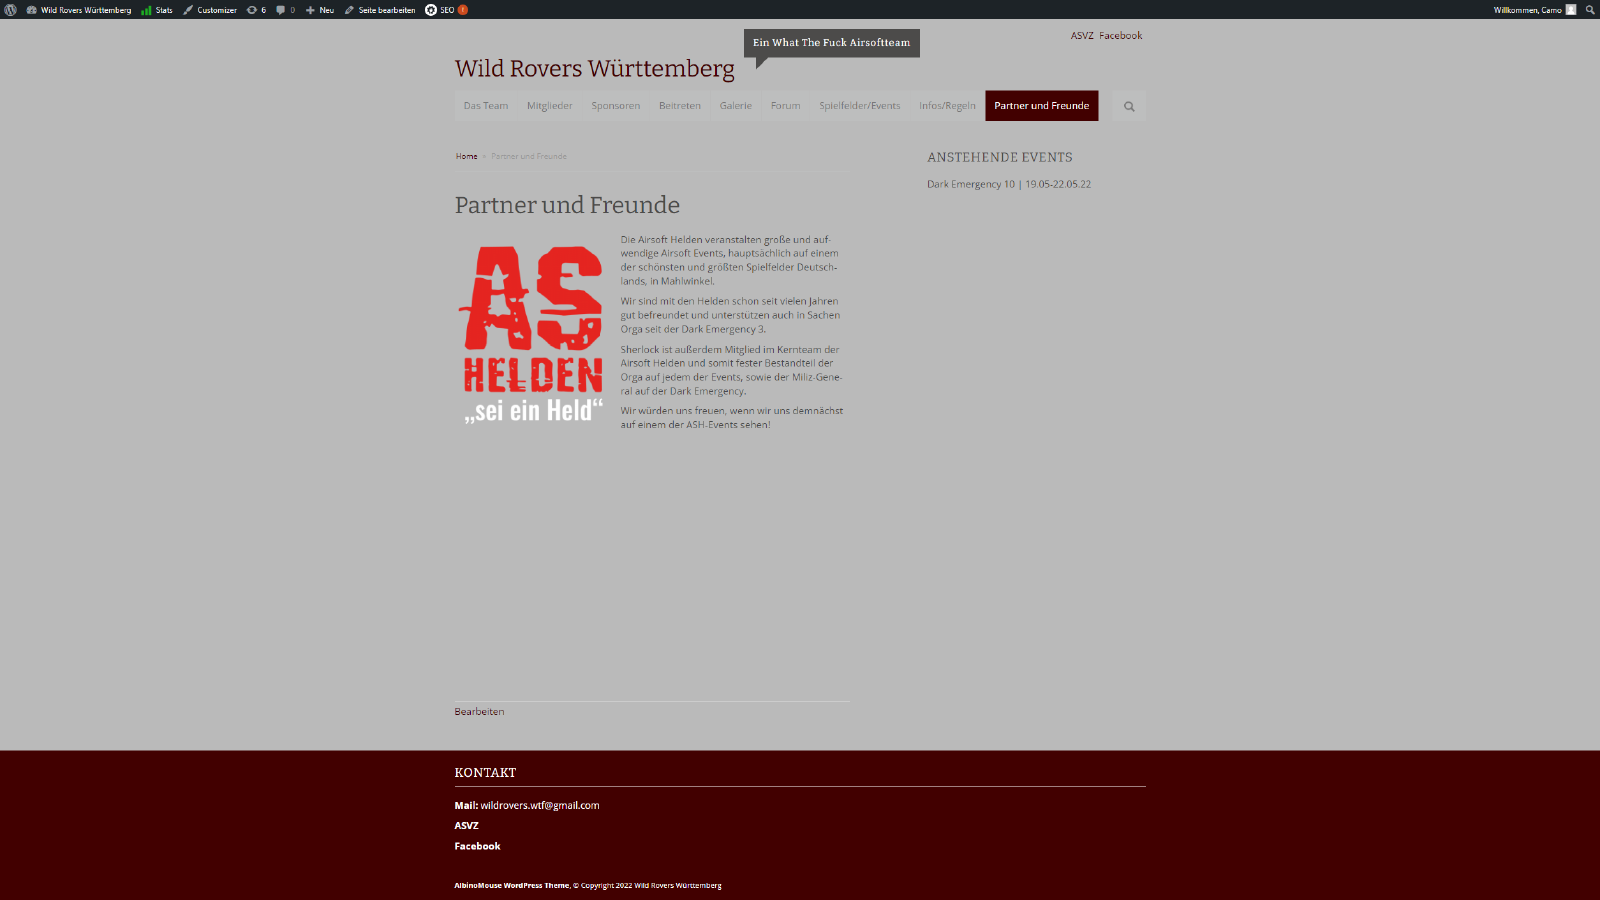 Wild Rovers Württemberg Stats Customizer 6 0 Neu Seite bearbeiten SEO ! Willkommen, Camo
ASVZ Facebook
Ein What The Fuck Airsoftteam
Wild Rovers Württemberg
Das Team Mitglieder Sponsoren Beitreten Galerie Forum Spielfelder/Events Infos/Regeln Partner und Freunde
Home » Partner und Freunde
Partner und Freunde
AS
HELDEN
„sei ein Held“
Die Airsoft Helden veranstalten große und auf-
wendige Airsoft Events, hauptsächlich auf einem
der schönsten und größten Spielfelder Deutsch-
lands, in Mahlwinkel.
Wir sind mit den Helden schon seit vielen Jahren
gut befreundet und unterstützen auch in Sachen
Orga seit der Dark Emergency 3.
Sherlock ist außerdem Mitglied im Kernteam der
Airsoft Helden und somit fester Bestandteil der
Orga auf jedem der Events, sowie der Miliz-Gene-
ral auf der Dark Emergency.
Wir würden uns freuen, wenn wir uns demnächst
auf einem der ASH-Events sehen!
ANSTEHENDE EVENTS
Dark Emergency 10 | 19.05-22.05.22
Bearbeiten
KONTAKT
Mail: wildrovers.wtf@gmail.com
ASVZ
Facebook
AlbinoMouse WordPress Theme, © Copyright 2022 Wild Rovers Württemberg